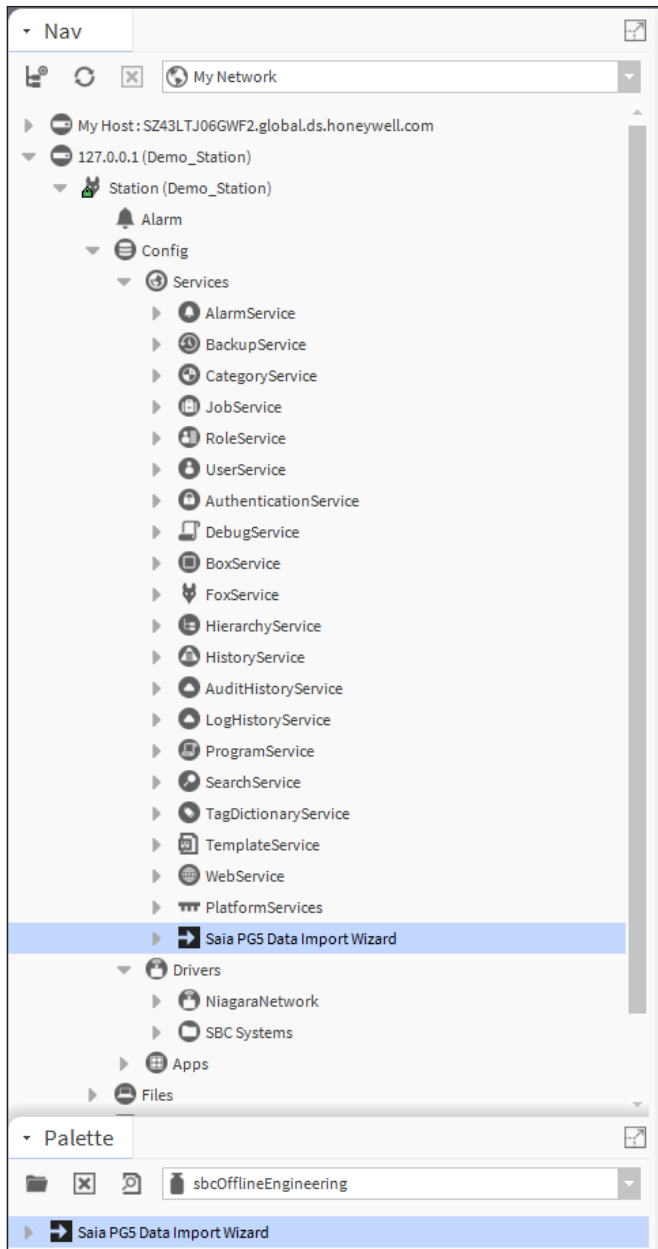 Nav
My Network
My Host : SZ43LTJ06GWF2.global.ds.honeywell.com
127.0.0.1 (Demo_Station)
Station (Demo_Station)
Alarm
Config
Services
AlarmService
BackupService
CategoryService
JobService
RoleService
UserService
AuthenticationService
DebugService
BoxService
FoxService
HierarchyService
HistoryService
AuditHistoryService
LogHistoryService
ProgramService
SearchService
TagDictionaryService
TemplateService
WebService
PlatformServices
Saia PG5 Data Import Wizard
Drivers
NiagaraNetwork
SBC Systems
Apps
Files
Palette
sbcOfflineEngineering
Saia PG5 Data Import Wizard